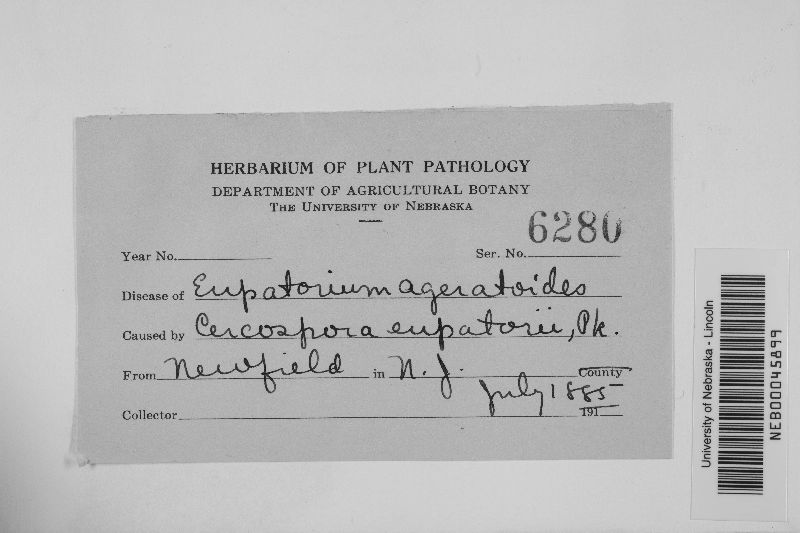 HERBARIUM OF PLANT PATHOLOGY
DEPARTMENT OF AGRICULTURAL BOTANY
THE UNIVERSITY OF NEBRASKA
6280
Year No. Ser. No.
Disease of Eupatorium ageratoides
Caused by Cercospora eupatorii, Pk.
From Newfield in N. J. County
July 1885
Collector 191
University of Nebraska - Lincoln
NEB00045899